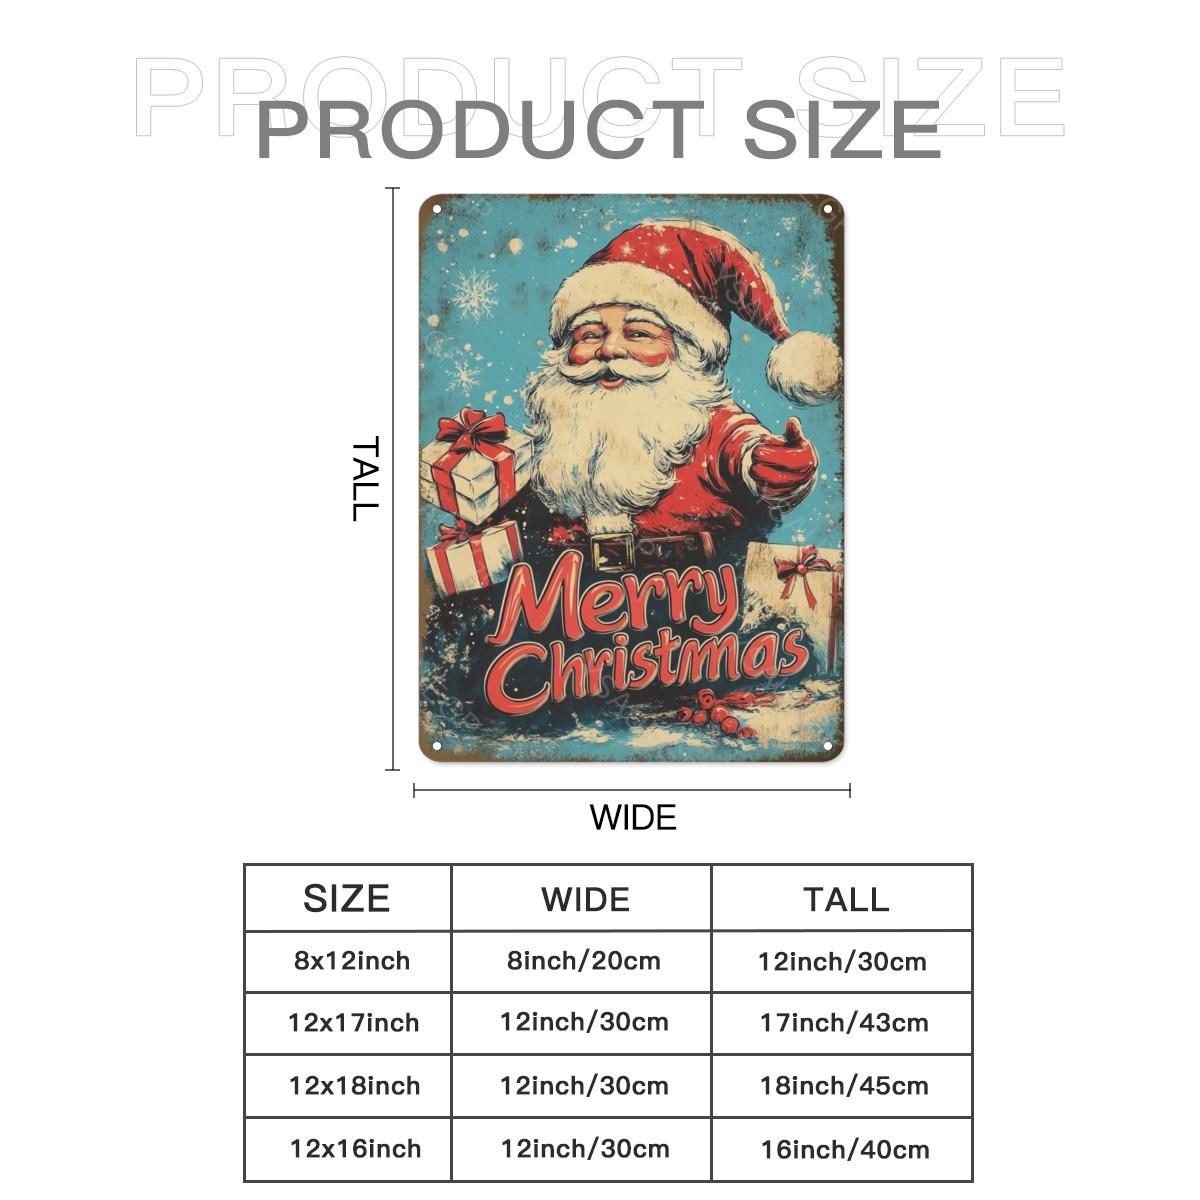 PRODUCT SIZE
PRODUCT SIZE
TALL
Merry
Christmas
WIDE
SIZE WIDE TALL
8x12inch 8inch/20cm 12inch/30cm
12x17inch 12inch/30cm 17inch/43cm
12x18inch 12inch/30cm 18inch/45cm
12x16inch 12inch/30cm 16inch/40cm